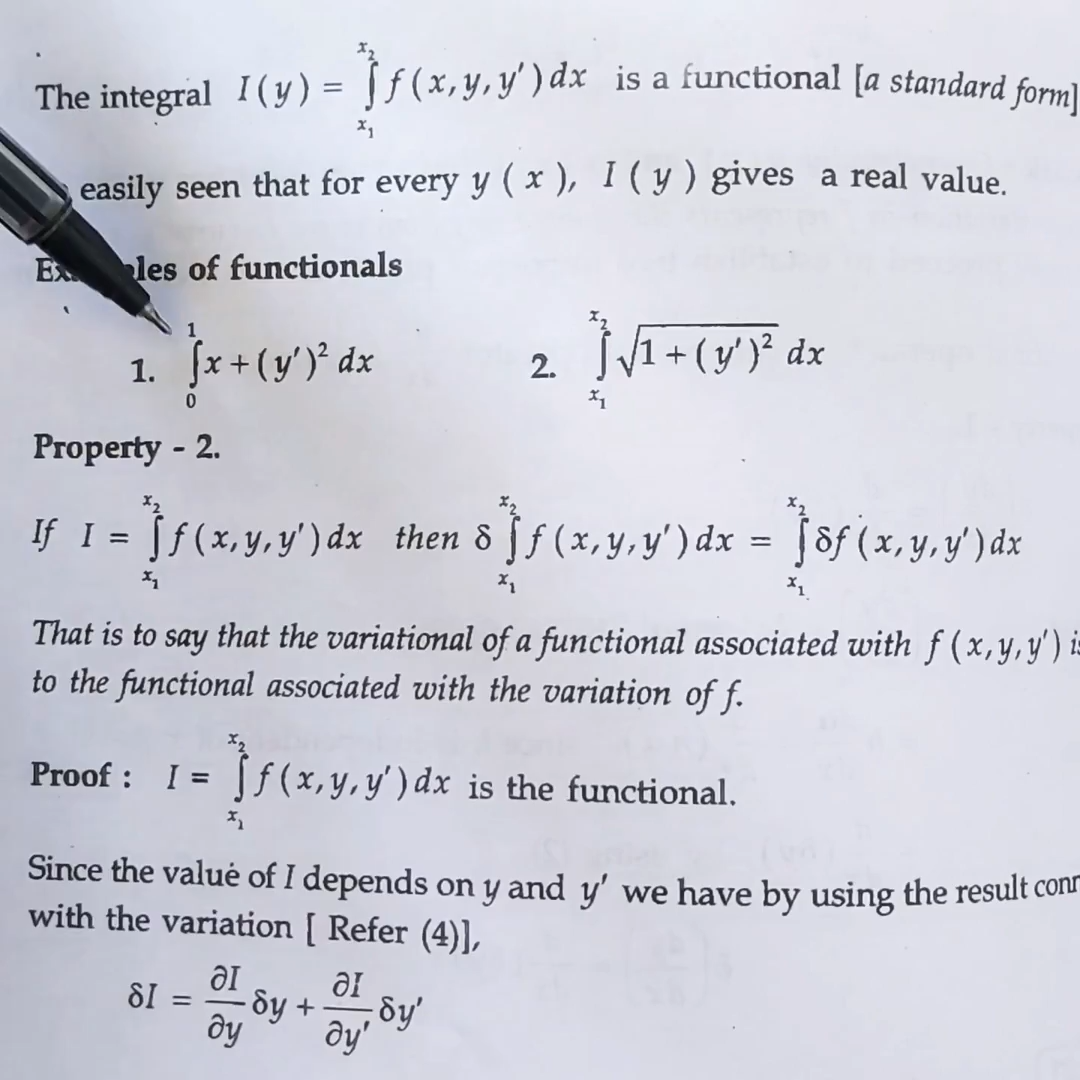 The integral I(y) = ∫_{x₁}^{x₂} f(x, y, y′) dx is a functional [a standard form]
easily seen that for every y ( x ), I ( y ) gives a real value.
of functionals
1. ∫_{0}^{1} x + (y′)² dx 2. ∫_{x₁}^{x₂} √(1 + (y′)²) dx
Property - 2.
If I = ∫_{x₁}^{x₂} f (x, y, y′) dx then δ ∫_{x₁}^{x₂} f (x, y, y′) dx = ∫_{x₁}^{x₂} δf (x, y, y′) dx
That is to say that the variational of a functional associated with f (x, y, y′)
to the functional associated with the variation of f.
Proof : I = ∫_{x₁}^{x₂} f (x, y, y′) dx is the functional.
Since the value of I depends on y and y′ we have by using the result
with the variation [ Refer (4)],
δI = ∂I/∂y δy + ∂I/∂y′ δy′